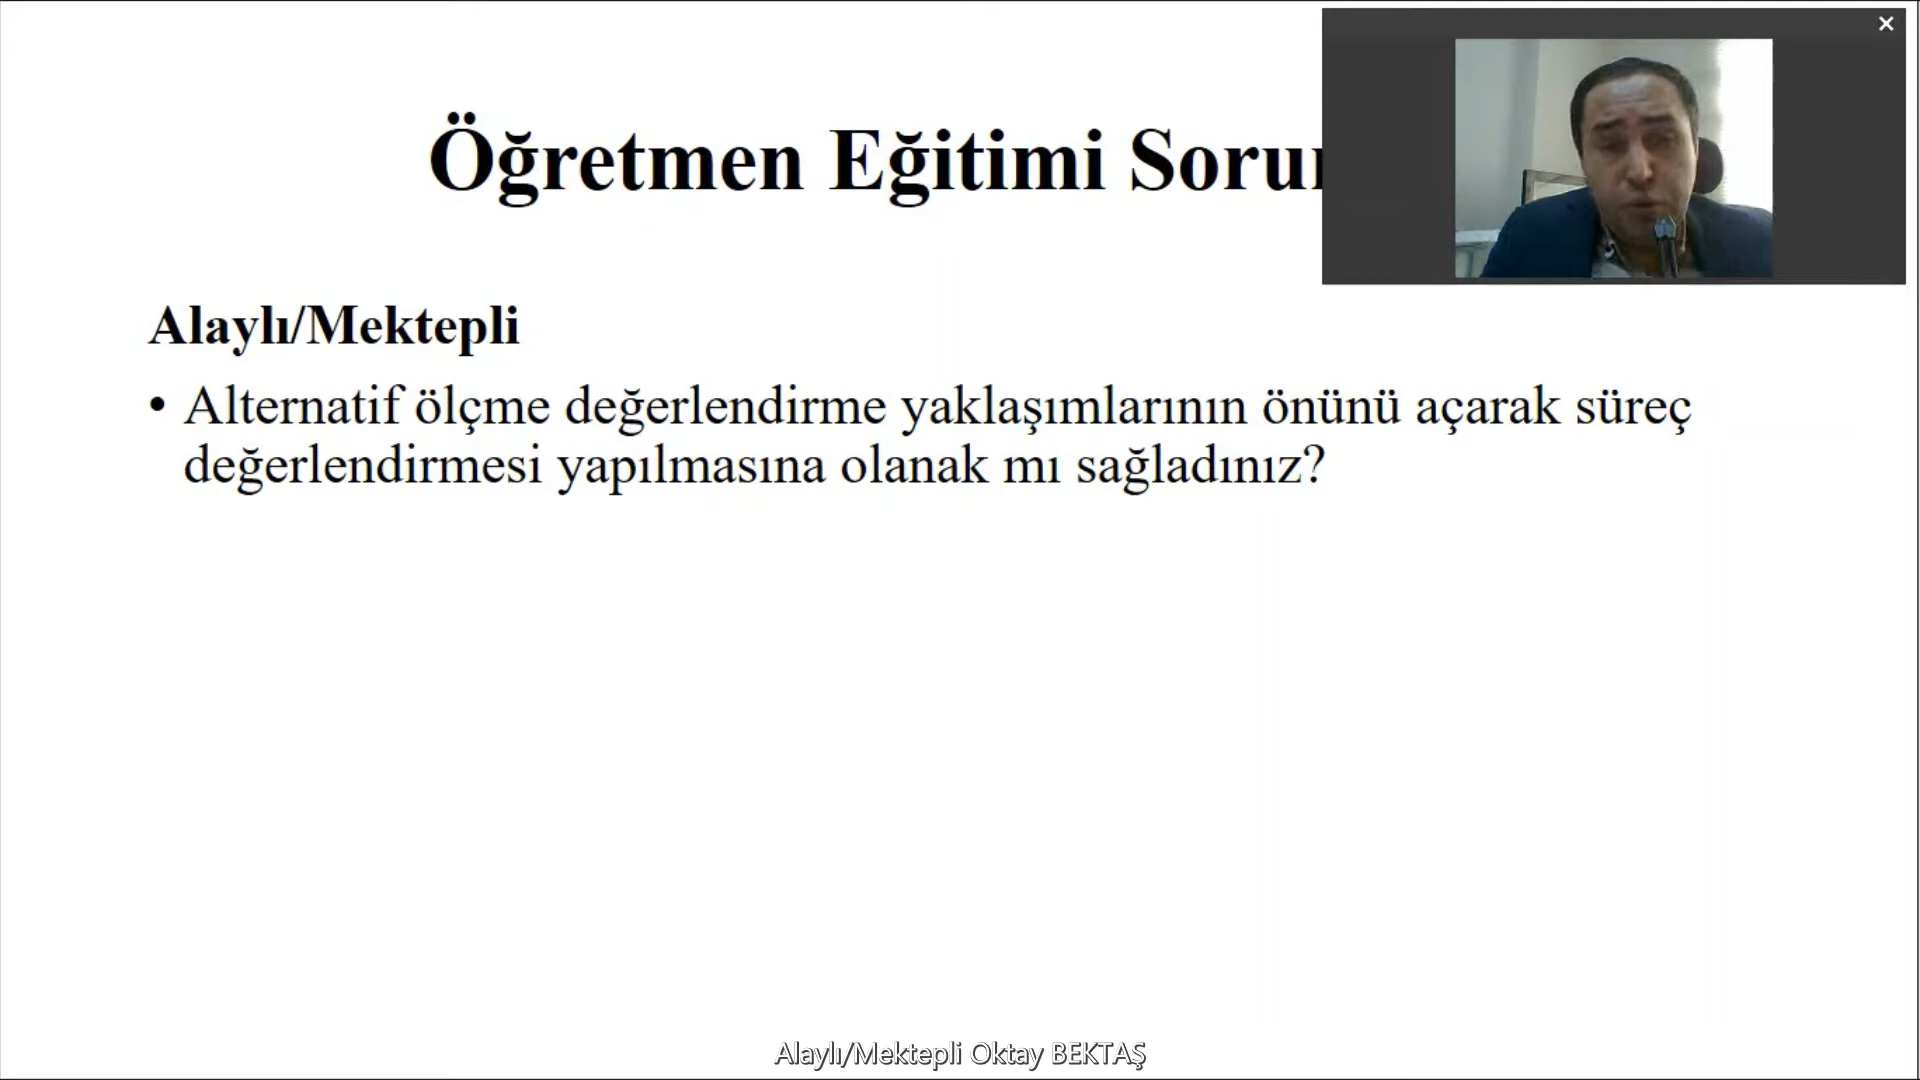 Öğretmen Eğitimi
Alaylı/Mektepli
• Alternatif ölçme değerlendirme yaklaşımlarının önünü açarak süreç
değerlendirmesi yapılmasına olanak mı sağladınız?
Alaylı/Mektepli Oktay BEKTAŞ